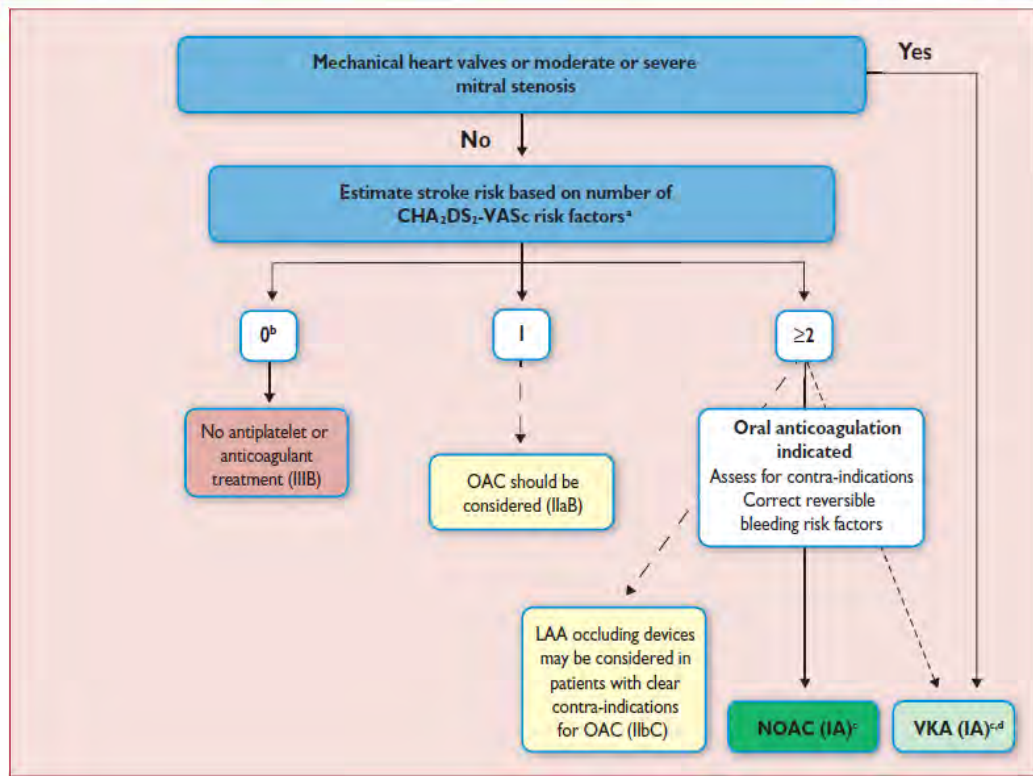 Mechanical heart valves or moderate or severe
mitral stenosis
Yes
No
Estimate stroke risk based on number of
CHA₂DS₂-VASc risk factorsᵃ
0ᵇ
1
≥2
No antiplatelet or
anticoagulant
treatment (IIIB)
OAC should be
considered (IIaB)
Oral anticoagulation
indicated
Assess for contra-indications
Correct reversible
bleeding risk factors
LAA occluding devices
may be considered in
patients with clear
contra-indications
for OAC (IIbC)
NOAC (IA)ᶜ
VKA (IA)ᶜ,ᵈ